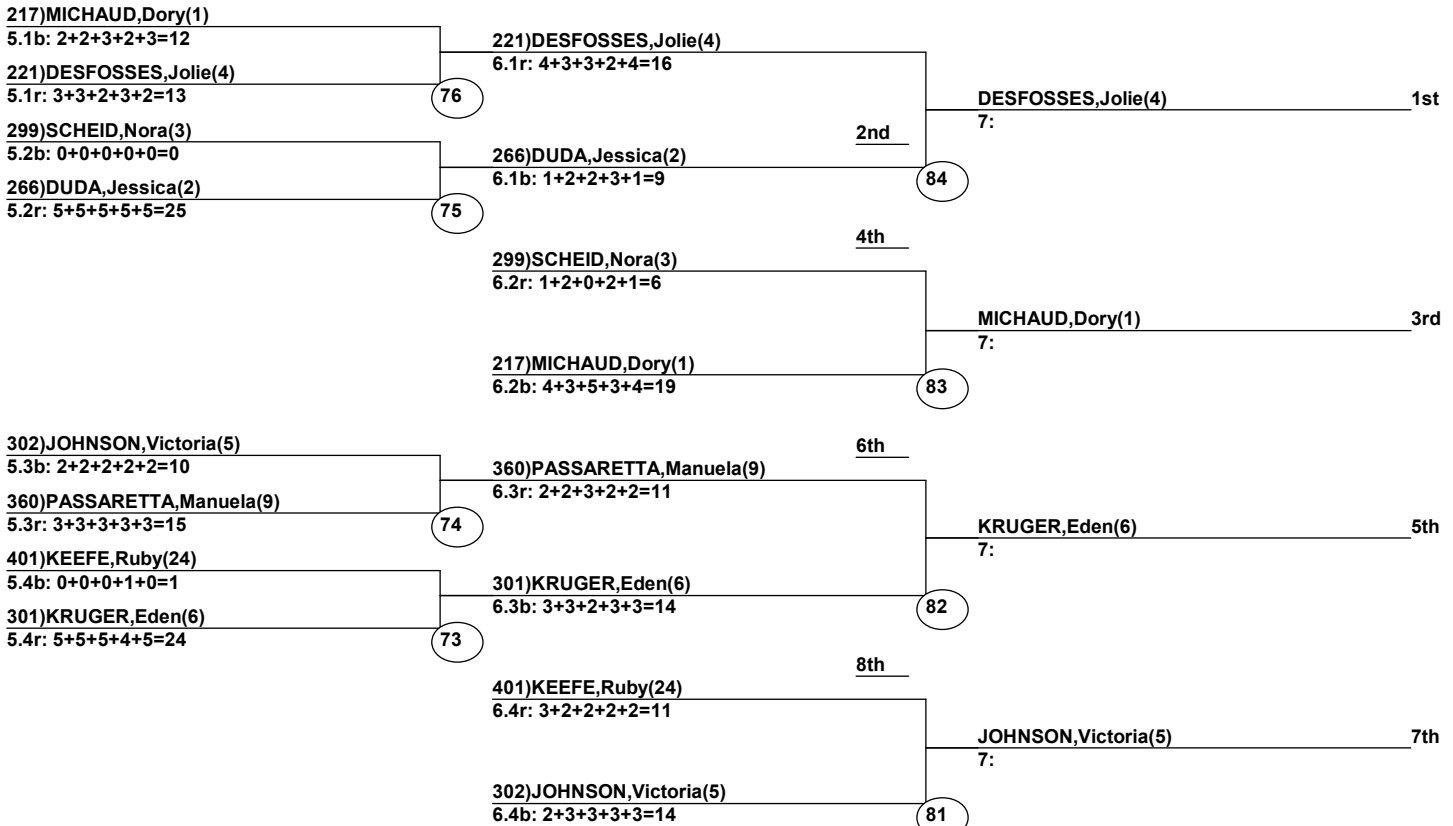 217)MICHAUD,Dory(1)
5.1b: 2+2+3+2+3=12
221)DESFOSSES,Jolie(4)
5.1r: 3+3+2+3+2=13
76
299)SCHEID,Nora(3)
5.2b: 0+0+0+0+0=0
266)DUDA,Jessica(2)
5.2r: 5+5+5+5+5=25
75
221)DESFOSSES,Jolie(4)
6.1r: 4+3+3+2+4=16
2nd
266)DUDA,Jessica(2)
6.1b: 1+2+2+3+1=9
84
DESFOSSES,Jolie(4) 1st
7:
4th
299)SCHEID,Nora(3)
6.2r: 1+2+0+2+1=6
217)MICHAUD,Dory(1)
6.2b: 4+3+5+3+4=19
83
MICHAUD,Dory(1) 3rd
7:
302)JOHNSON,Victoria(5)
5.3b: 2+2+2+2+2=10
360)PASSARETTA,Manuela(9)
5.3r: 3+3+3+3+3=15
74
401)KEEFE,Ruby(24)
5.4b: 0+0+0+1+0=1
301)KRUGER,Eden(6)
5.4r: 5+5+5+4+5=24
73
6th
360)PASSARETTA,Manuela(9)
6.3r: 2+2+3+2+2=11
301)KRUGER,Eden(6)
6.3b: 3+3+2+3+3=14
82
KRUGER,Eden(6) 5th
7:
8th
401)KEEFE,Ruby(24)
6.4r: 3+2+2+2+2=11
302)JOHNSON,Victoria(5)
6.4b: 2+3+3+3+3=14
81
JOHNSON,Victoria(5) 7th
7: